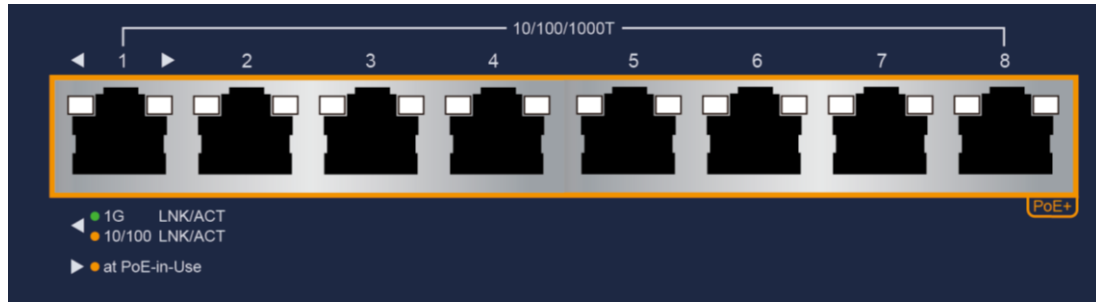 10/100/1000T
◀ 1 ▶ 2 3 4 5 6 7 8
PoE+
◀ ● 1G LNK/ACT
● 10/100 LNK/ACT
▶ ● at PoE-in-Use